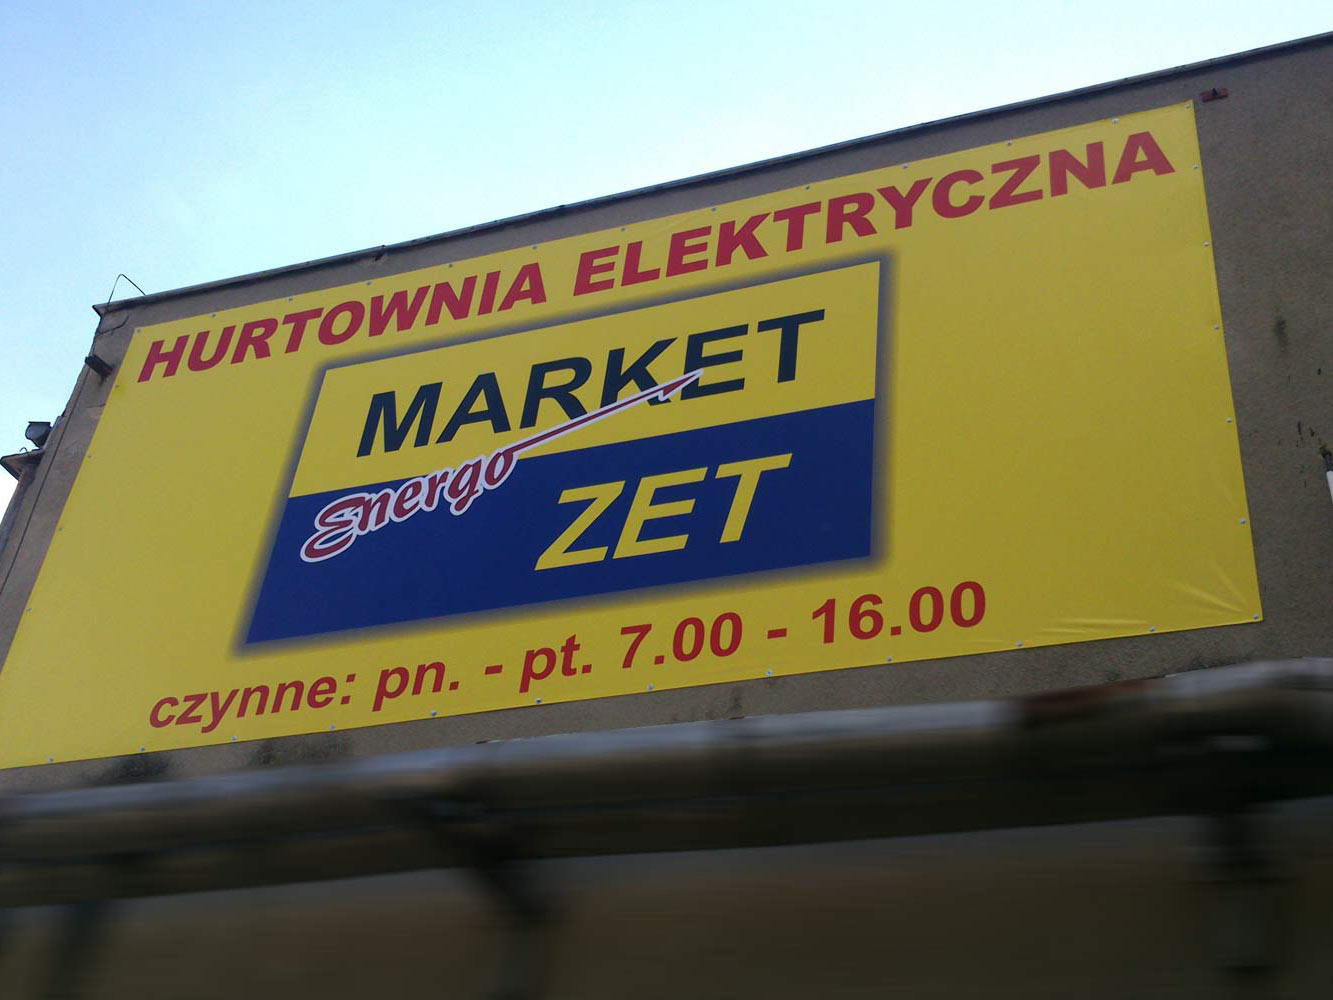 HURTOWNIA ELEKTRYCZNA
MARKET
Energo
ZET
czynne: pn. - pt. 7.00 - 16.00